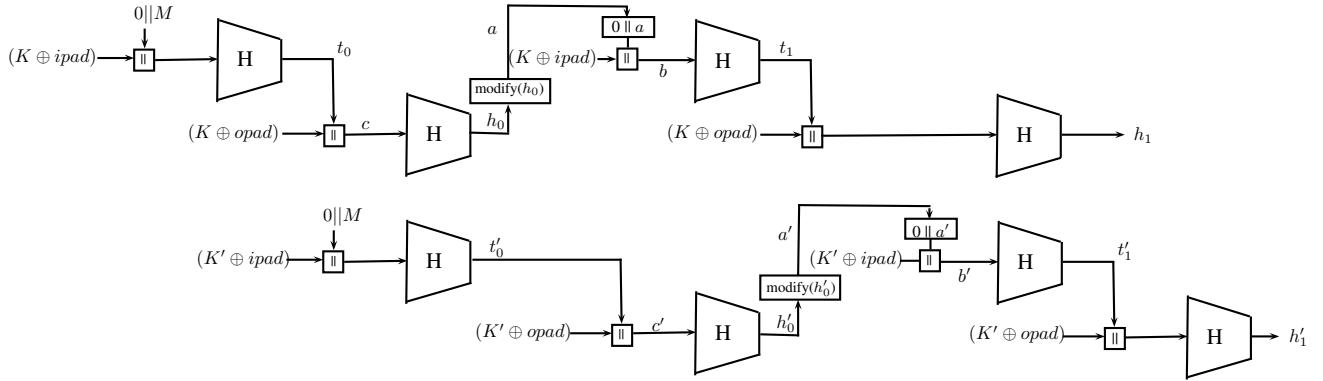 0||M
(K ⊕ ipad)
||
H
t₀
(K ⊕ opad)
||
c
H
h₀
modify(h₀)
a
0 || a
(K ⊕ ipad)
||
b
H
t₁
(K ⊕ opad)
||
H
h₁
0||M
(K′ ⊕ ipad)
||
H
t′₀
(K′ ⊕ opad)
||
c′
H
h′₀
modify(h′₀)
a′
0 || a′
(K′ ⊕ ipad)
||
b′
H
t′₁
(K′ ⊕ opad)
||
H
h′₁